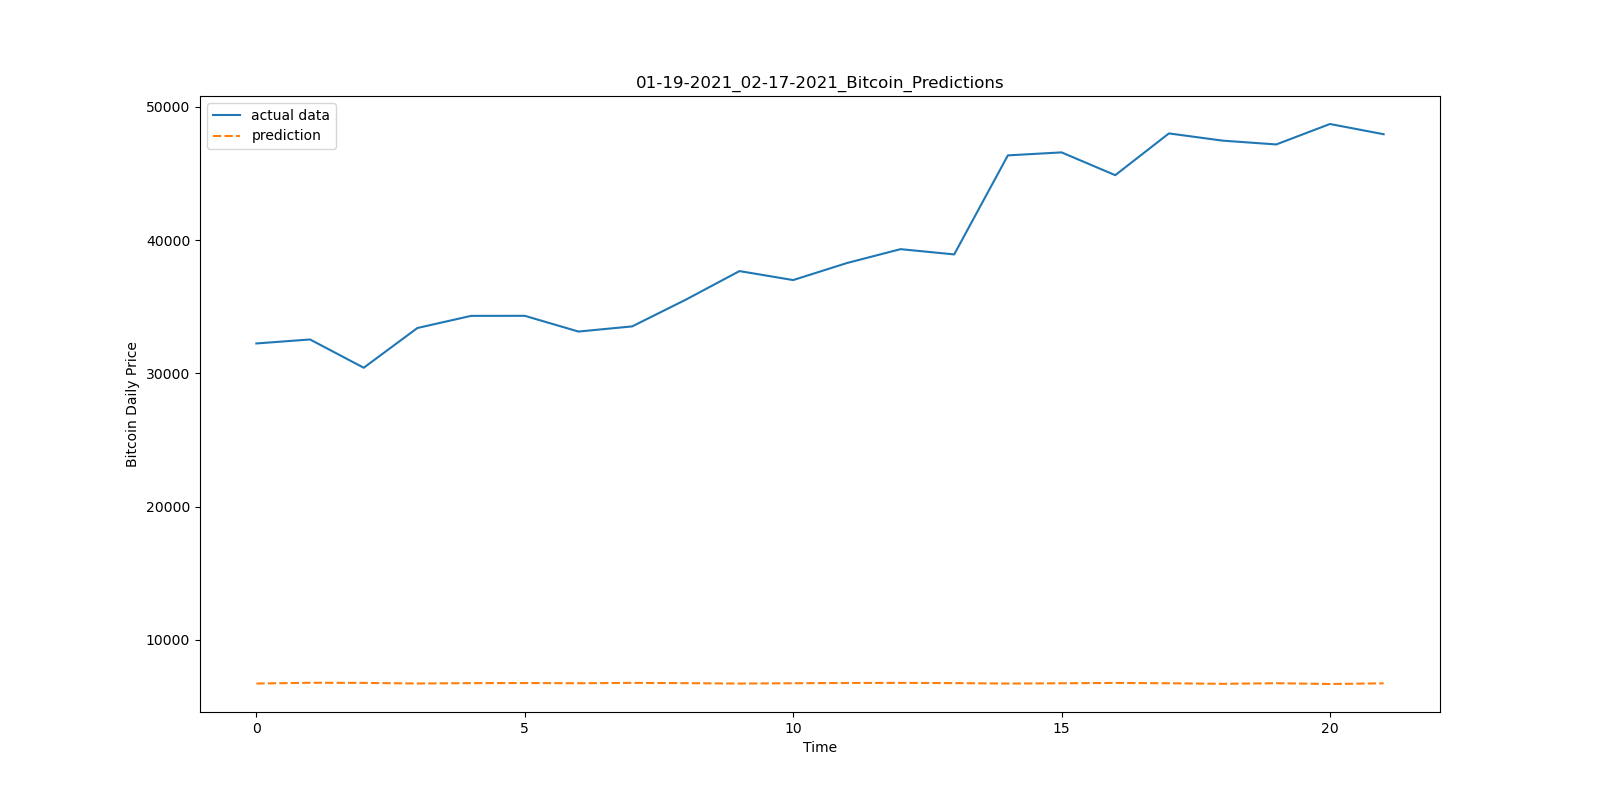 01-19-2021_02-17-2021_Bitcoin_Predictions
actual data
prediction
Bitcoin Daily Price
50000
40000
30000
20000
10000
0
5
10
15
20
Time